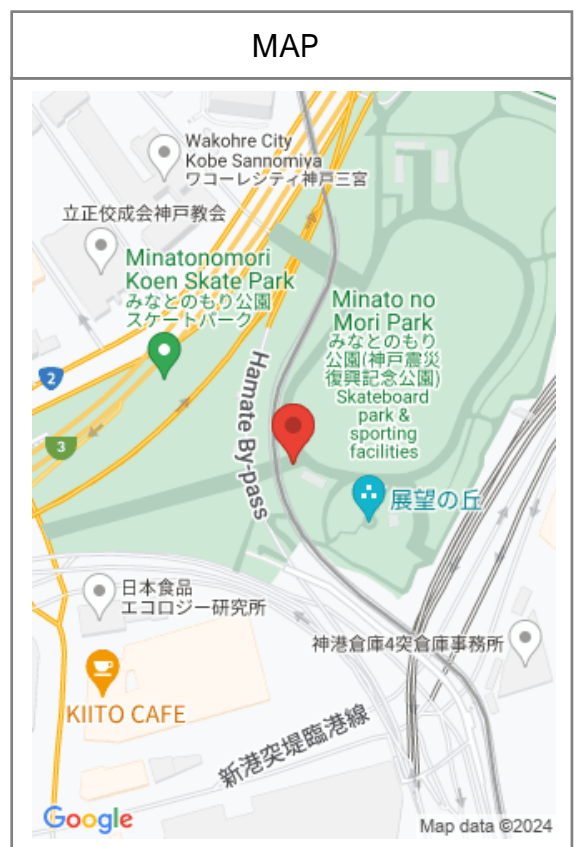 MAP
Wakohre City
Kobe Sannomiya
ワコーレシティ神戸三宮
立正佼成会神戸教会
Minatonomori
Koen Skate Park
みなとのもり公園
スケートパーク
Minato no
Mori Park
みなとのもり
公園(神戸震災
復興記念公園)
Skateboard
park &
sporting
facilities
2
3
Hamate By-pass
展望の丘
日本食品
エコロジー研究所
神港倉庫4突倉庫事務所
KIITO CAFE
新港突堤臨港線
Google
Map data ©2024